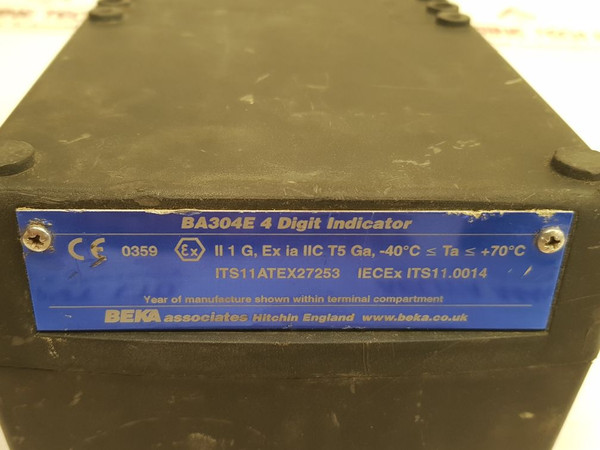 BA304E 4 Digit Indicator
CE 0359 Ex II 1 G, Ex ia IIC T5 Ga, -40°C ≤ Ta ≤ +70°C
ITS11ATEX27253 IECEx ITS11.0014
Year of manufacture shown within terminal compartment
BEKA associates Hitchin England www.beka.co.uk